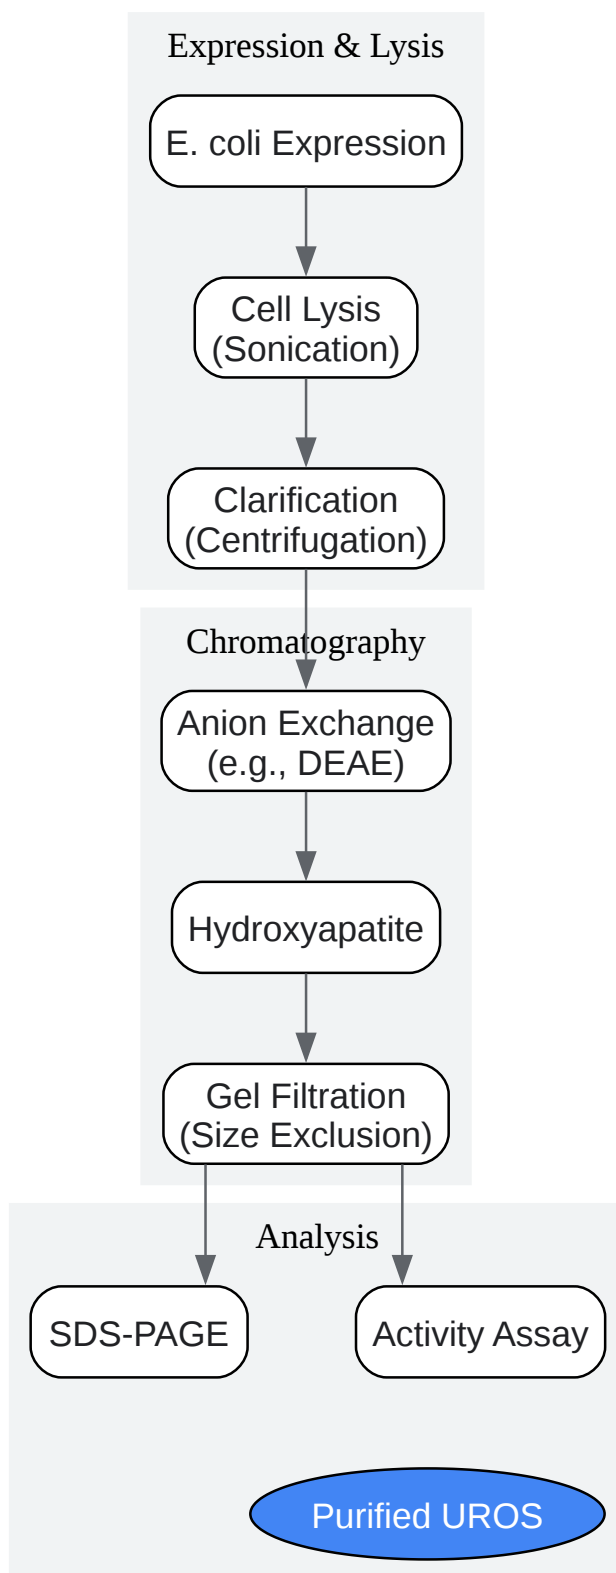 Expression & Lysis
E. coli Expression
Cell Lysis
(Sonication)
Clarification
(Centrifugation)
Chromatography
Anion Exchange
(e.g., DEAE)
Hydroxyapatite
Gel Filtration
(Size Exclusion)
Analysis
SDS-PAGE
Activity Assay
Purified UROS